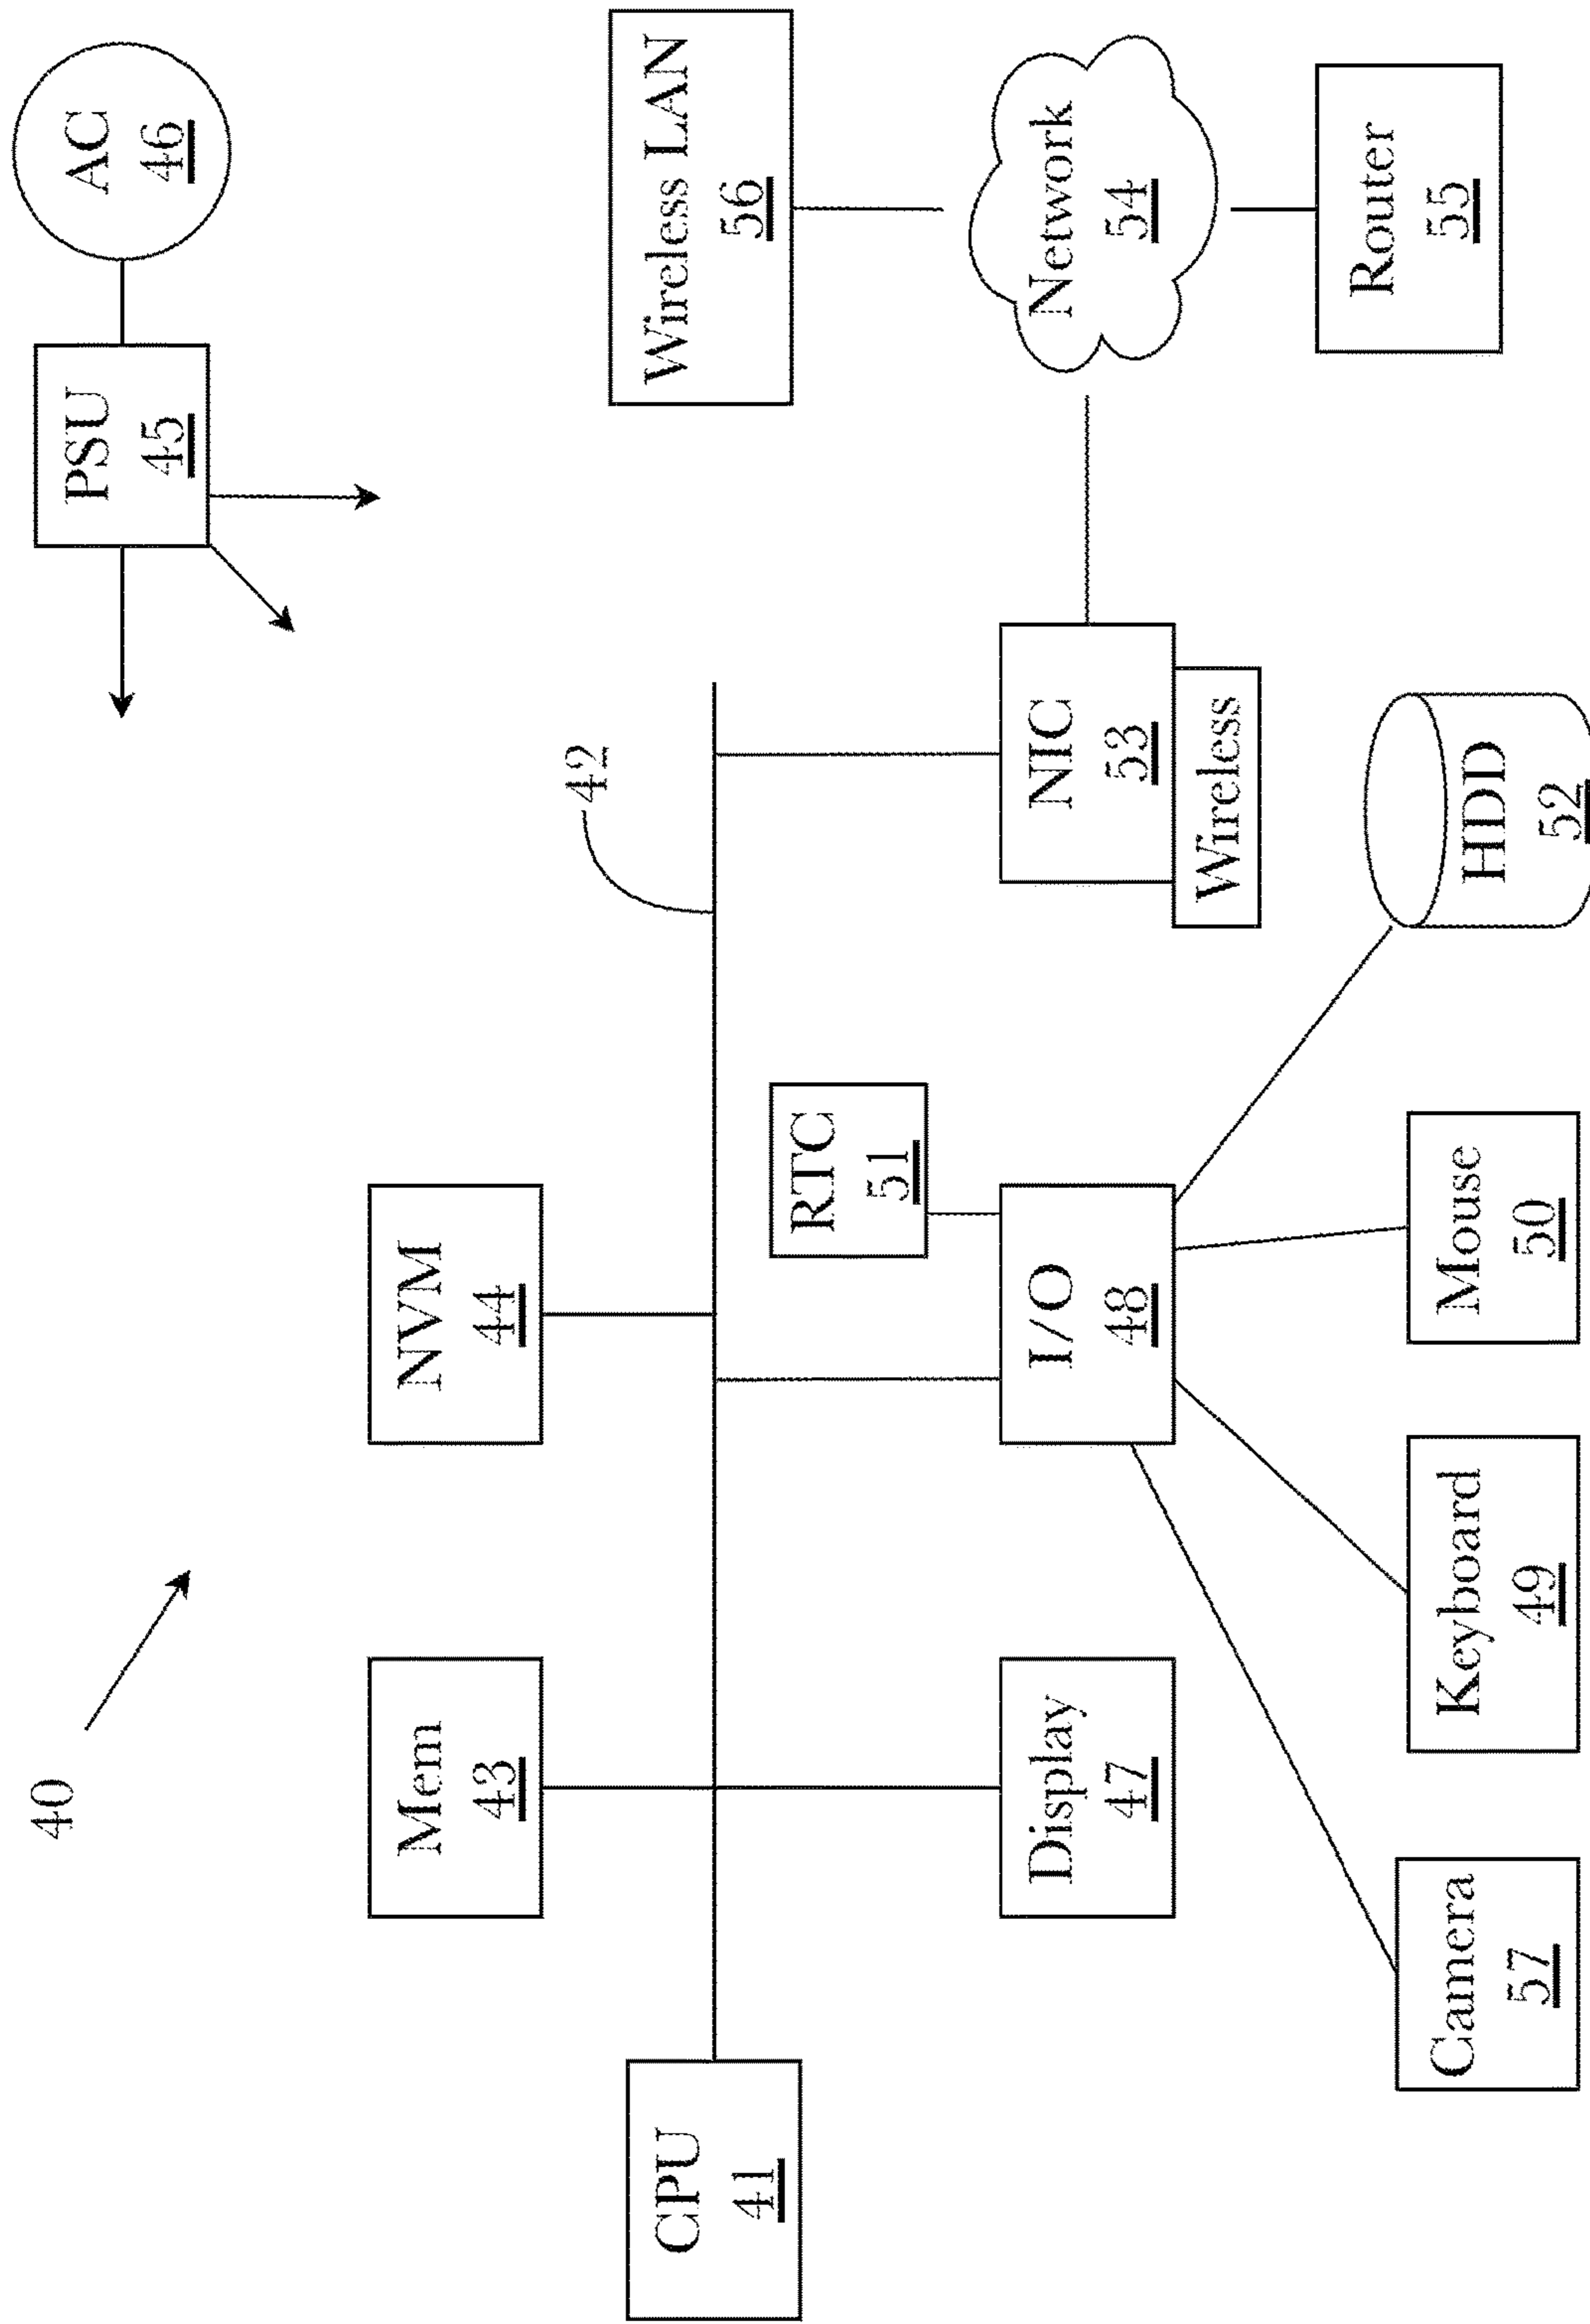 40
PSU
45
AC
46
Mem
43
NVM
44
42
Wireless LAN
56
CPU
41
RTC
51
Display
47
I/O
48
NIC
53
Wireless
Network
54
Camera
57
Keyboard
49
Mouse
50
HDD
52
Router
55